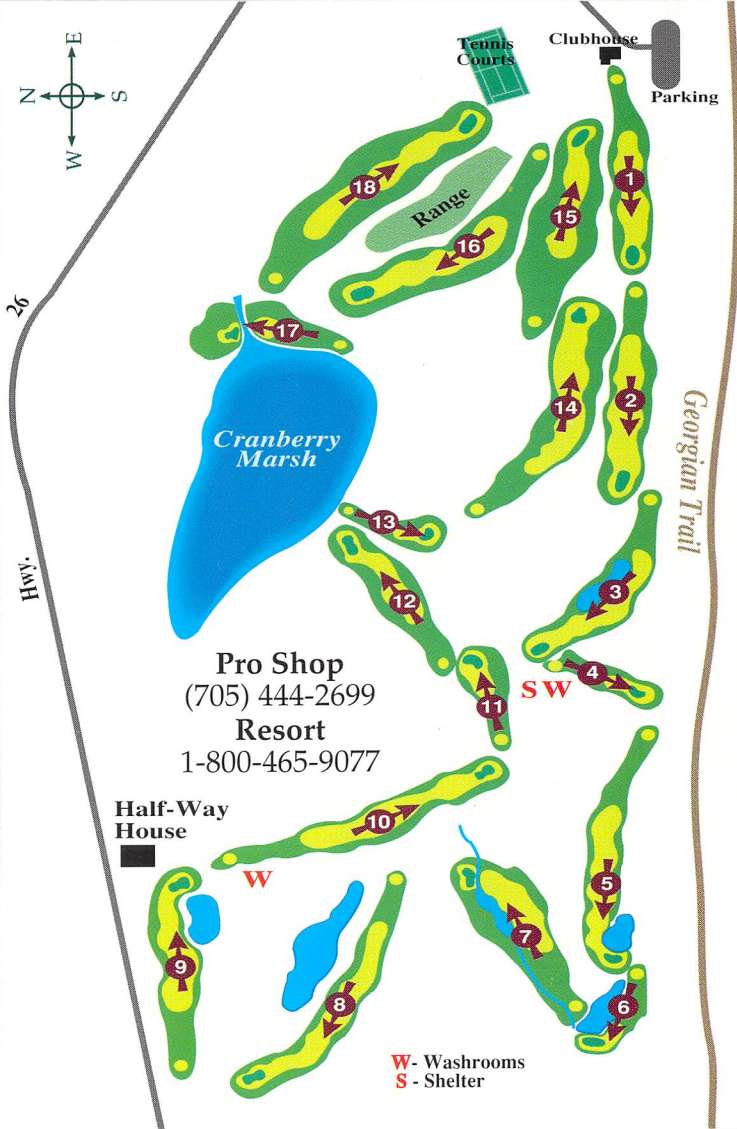 E
N
S
W
Tennis
Courts
Clubhouse
Parking
1
18
Range
15
16
26
17
14
2
Cranberry
Marsh
Georgian Trail
13
Hwy.
12
3
4
S W
11
Pro Shop
(705) 444-2699
Resort
1-800-465-9077
Half-Way
House
10
W
5
7
9
8
6
W- Washrooms
S - Shelter